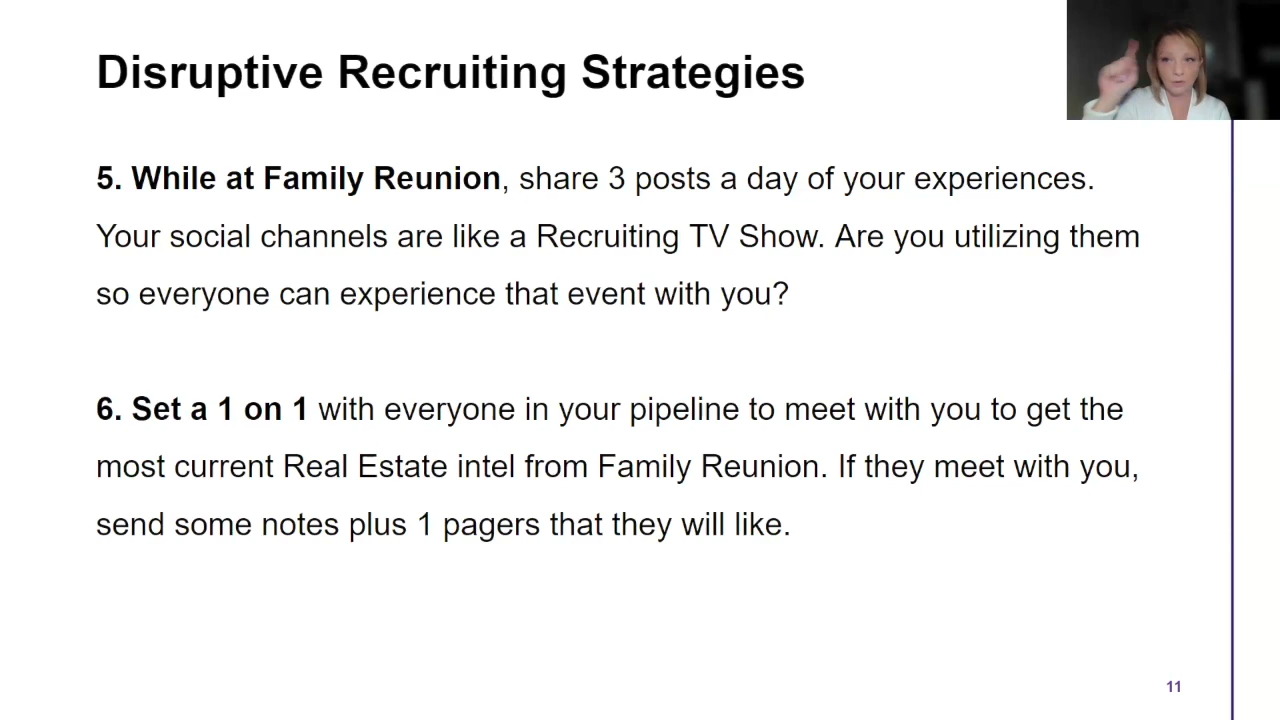 Disruptive Recruiting Strategies
5. While at Family Reunion, share 3 posts a day of your experiences.
Your social channels are like a Recruiting TV Show. Are you utilizing them
so everyone can experience that event with you?
6. Set a 1 on 1 with everyone in your pipeline to meet with you to get the
most current Real Estate intel from Family Reunion. If they meet with you,
send some notes plus 1 pagers that they will like.
11